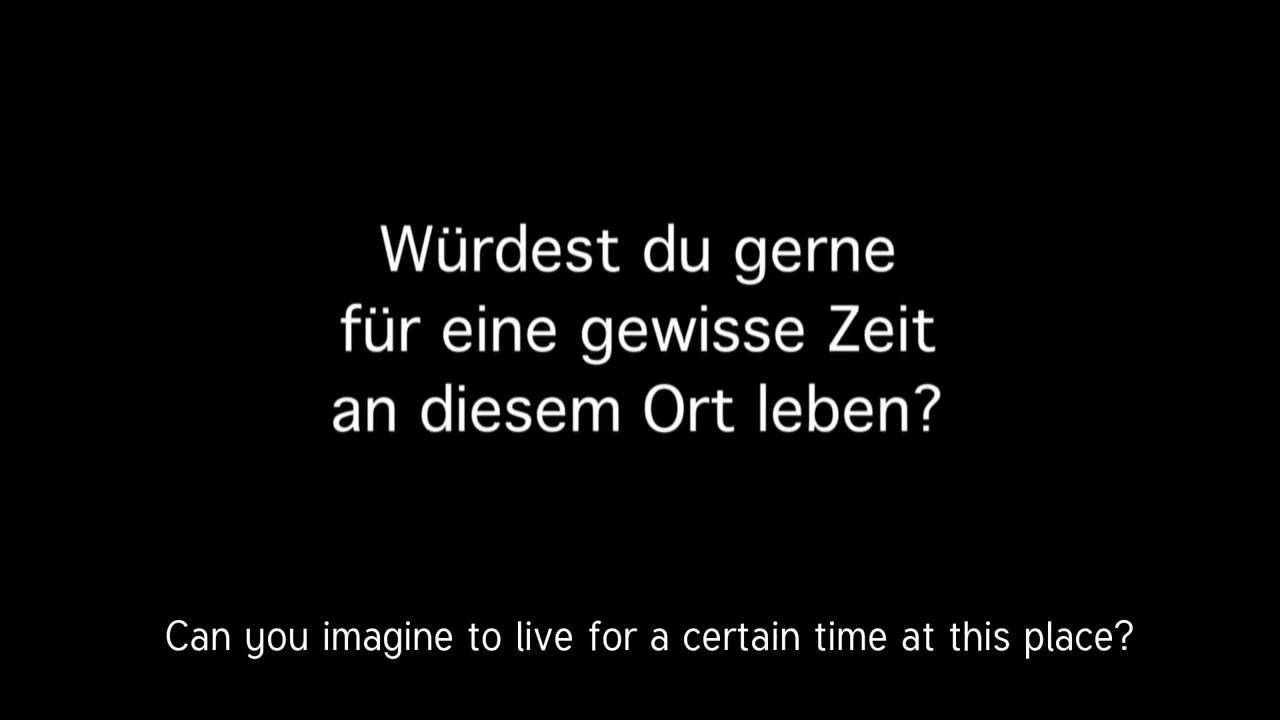 Würdest du gerne
für eine gewisse Zeit
an diesem Ort leben?
Can you imagine to live for a certain time at this place?